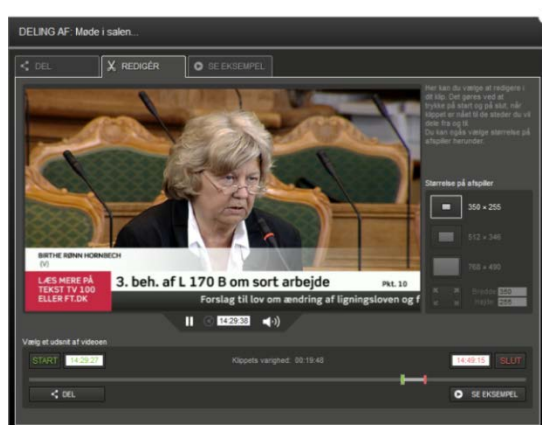 DELING AF: Møde i salen...
DEL
REDIGÉR
SE EKSEMPEL
Her kan du vælge at redigere i
dit klip. Det gøres ved at
trykke på start og på slut, når
klippet er nået til de steder du vil
dele fra og til.
Du kan også vælge størrelse på
afspiller herunder.
Størrelse på afspiller
350 × 255
512 × 346
768 × 490
Bredde 350
Højde 255
BIRTHE RØNN HORNBECH
(V)
LÆS MERE PÅ
TEKST TV 100
ELLER FT.DK
3. beh. af L 170 B om sort arbejde
Pkt. 10
Forslag til lov om ændring af ligningsloven og f
14:29:38
Vælg et udsnit af videoen
START 14:29:27
Klippets varighed: 00:19:48
14:49:15 SLUT
DEL
SE EKSEMPEL